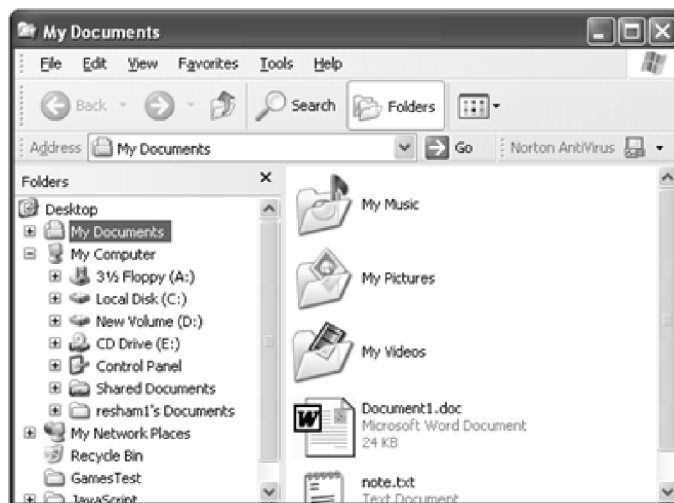 My Documents
File Edit View Favorites Tools Help
Back Search Folders
Address My Documents Go Norton AntiVirus
Folders
Desktop
My Documents
My Computer
3½ Floppy (A:)
Local Disk (C:)
New Volume (D:)
CD Drive (E:)
Control Panel
Shared Documents
resham1's Documents
My Network Places
Recycle Bin
GamesTest
JavaScript
My Music
My Pictures
My Videos
Document1.doc
Microsoft Word Document
24 KB
note.txt
Text Document